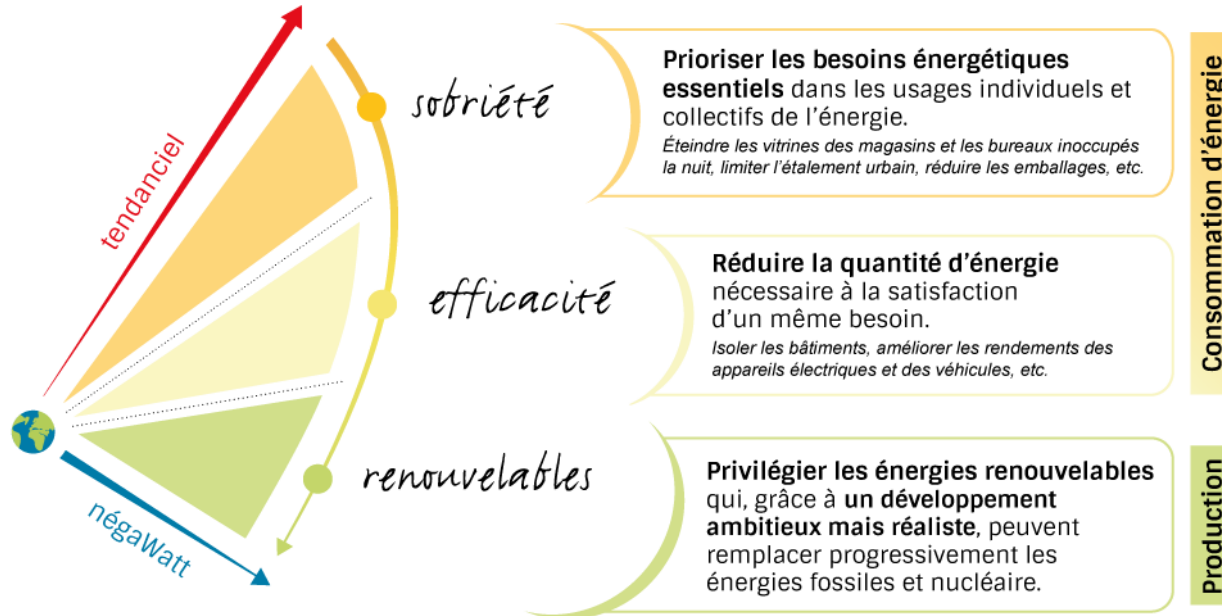 tendanciel
négaWatt
sobriété
Prioriser les besoins énergétiques
essentiels dans les usages individuels et
collectifs de l'énergie.
Éteindre les vitrines des magasins et les bureaux inoccupés
la nuit, limiter l'étalement urbain, réduire les emballages, etc.
efficacité
Réduire la quantité d'énergie
nécessaire à la satisfaction
d'un même besoin.
Isoler les bâtiments, améliorer les rendements des
appareils électriques et des véhicules, etc.
Consommation d'énergie
renouvelables
Privilégier les énergies renouvelables
qui, grâce à un développement
ambitieux mais réaliste, peuvent
remplacer progressivement les
énergies fossiles et nucléaire.
Production